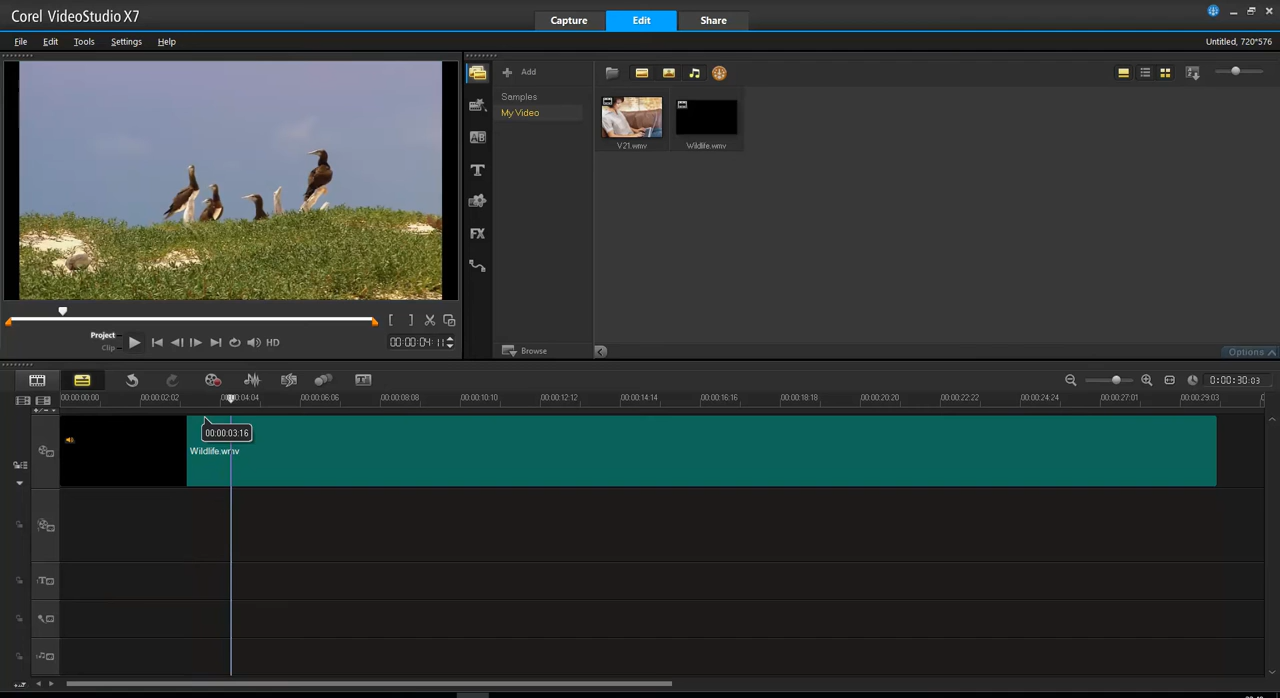 Corel VideoStudio X7
Capture
Edit
Share
File
Edit
Tools
Settings
Help
Untitled, 720*576
Add
Samples
My Video
V21.wmv
Wildlife.wmv
Browse
Options
Project
Clip
HD
00:00:04:11
0:00:30:03
00:00:00:00
00:00:02:02
00:00:04:04
00:00:06:06
00:00:08:08
00:00:10:10
00:00:12:12
00:00:14:14
00:00:16:16
00:00:18:18
00:00:20:20
00:00:22:22
00:00:24:24
00:00:27:01
00:00:29:03
00:00:03:16
Wildlife.wmv